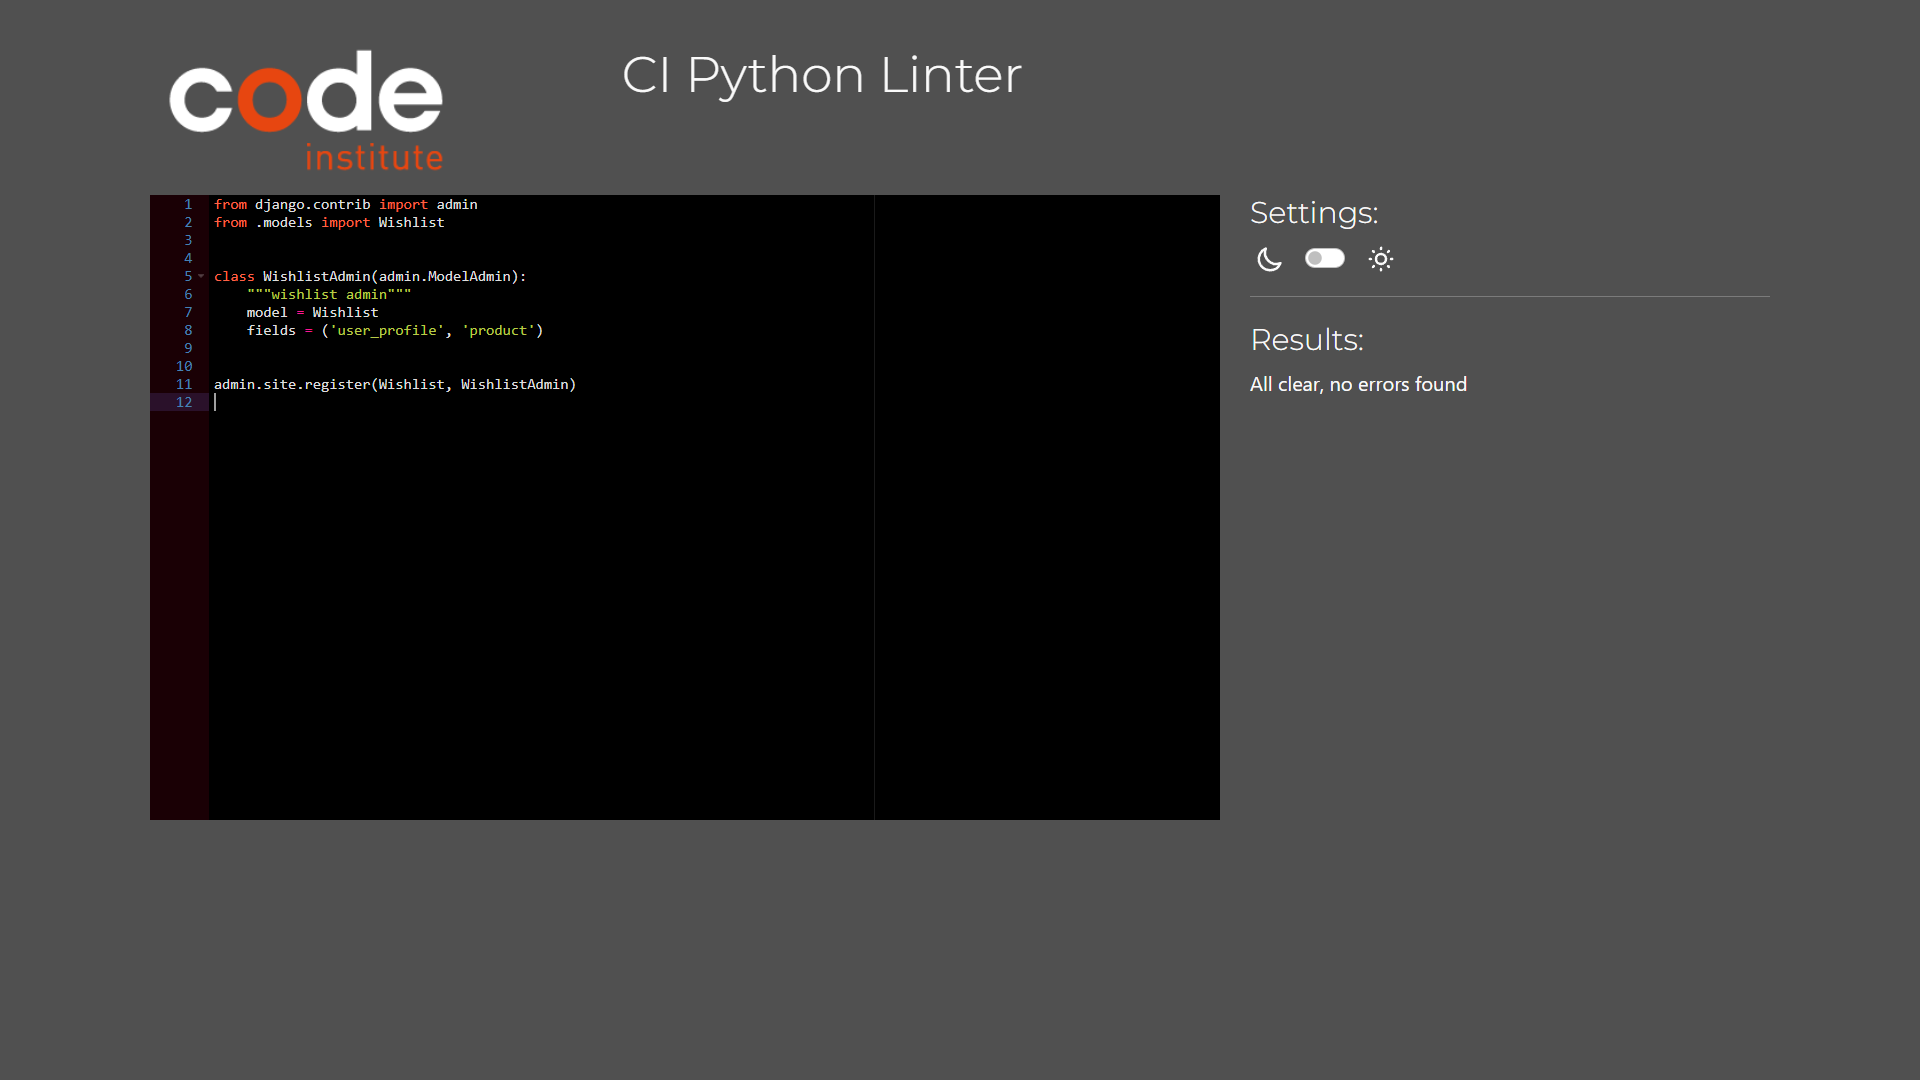 code
institute
CI Python Linter
1 from django.contrib import admin
2 from .models import Wishlist
3
4
5 class WishlistAdmin(admin.ModelAdmin):
6     """wishlist admin"""
7     model = Wishlist
8     fields = ('user_profile', 'product')
9
10
11 admin.site.register(Wishlist, WishlistAdmin)
12
Settings:
Results:
All clear, no errors found